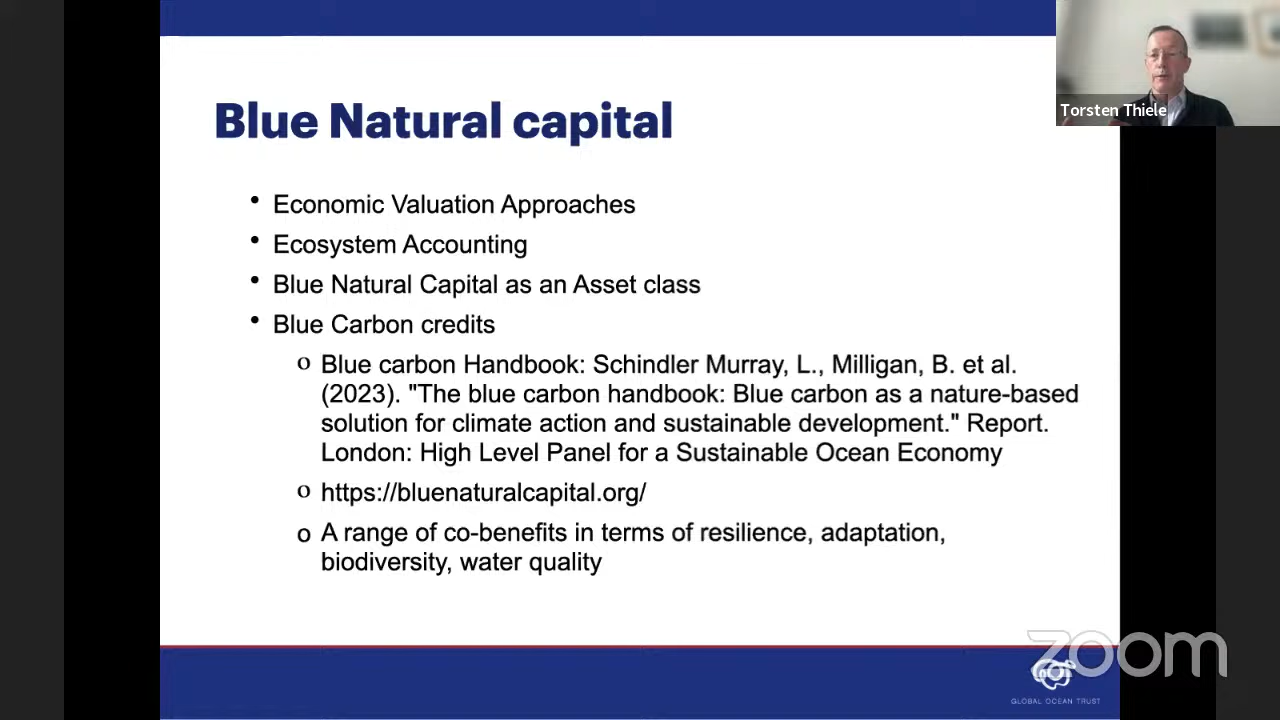 Blue Natural capital
Torsten Thiele
• Economic Valuation Approaches
• Ecosystem Accounting
• Blue Natural Capital as an Asset class
• Blue Carbon credits
o Blue carbon Handbook: Schindler Murray, L., Milligan, B. et al.
(2023). "The blue carbon handbook: Blue carbon as a nature-based
solution for climate action and sustainable development." Report.
London: High Level Panel for a Sustainable Ocean Economy
o https://bluenaturalcapital.org/
o A range of co-benefits in terms of resilience, adaptation,
biodiversity, water quality
zoom
GLOBAL OCEAN TRUST